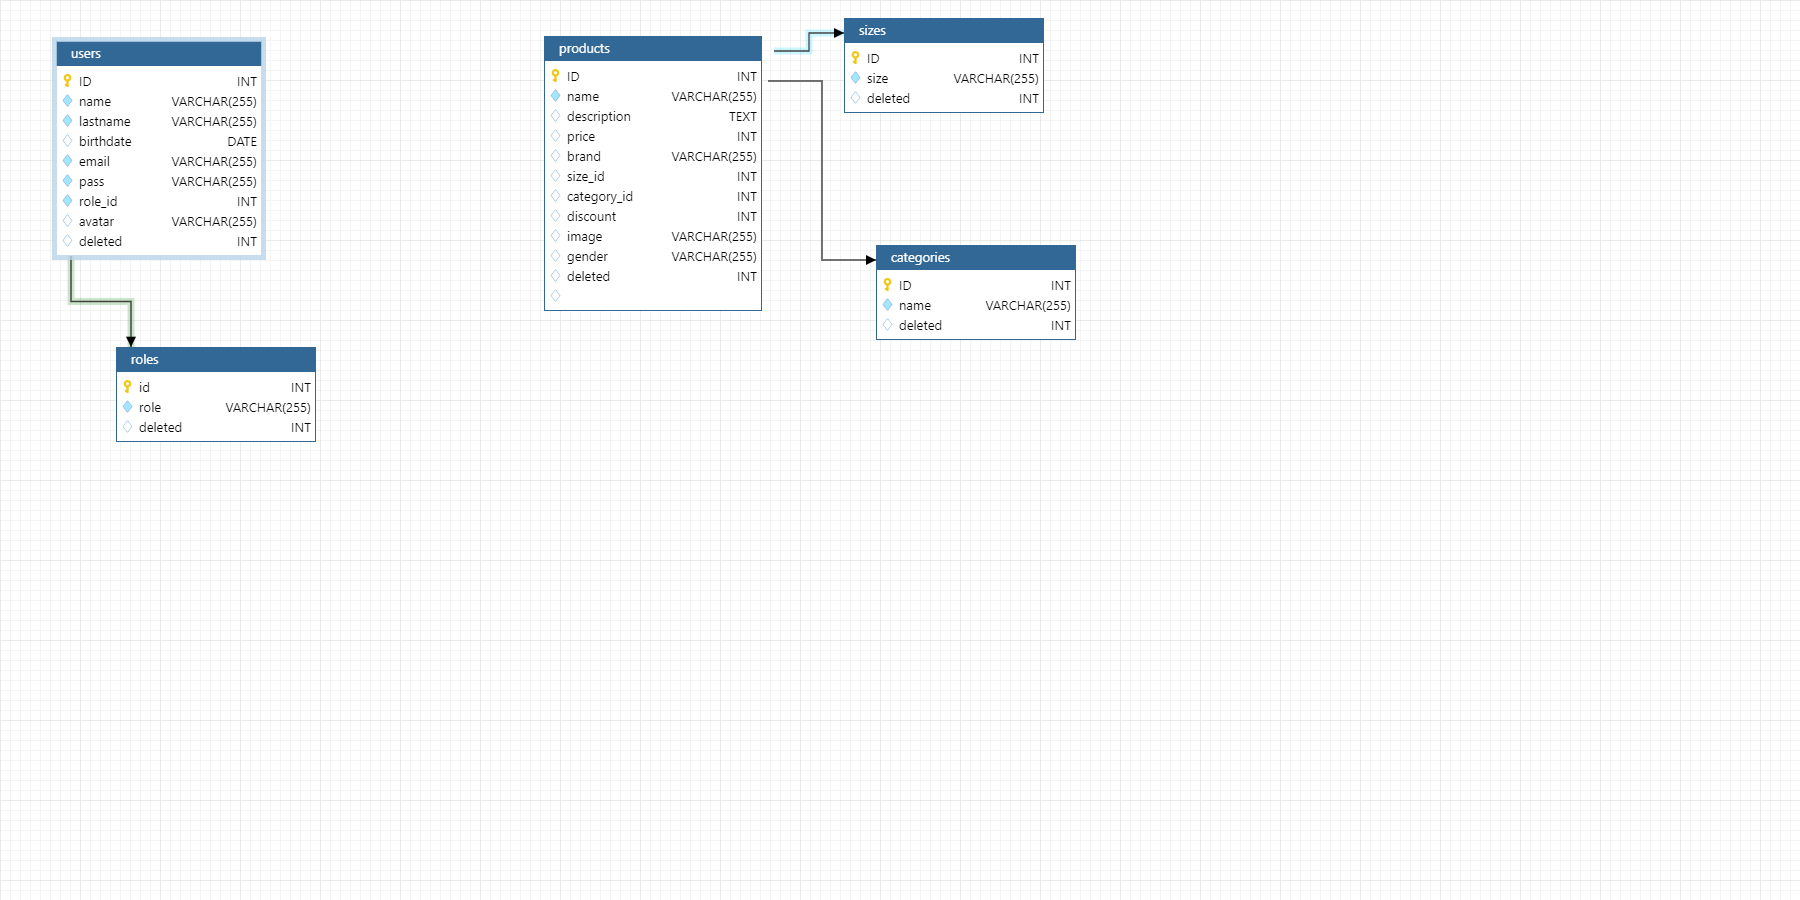 users
ID INT
name VARCHAR(255)
lastname VARCHAR(255)
birthdate DATE
email VARCHAR(255)
pass VARCHAR(255)
role_id INT
avatar VARCHAR(255)
deleted INT
roles
id INT
role VARCHAR(255)
deleted INT
products
ID INT
name VARCHAR(255)
description TEXT
price INT
brand VARCHAR(255)
size_id INT
category_id INT
discount INT
image VARCHAR(255)
gender VARCHAR(255)
deleted INT
sizes
ID INT
size VARCHAR(255)
deleted INT
categories
ID INT
name VARCHAR(255)
deleted INT